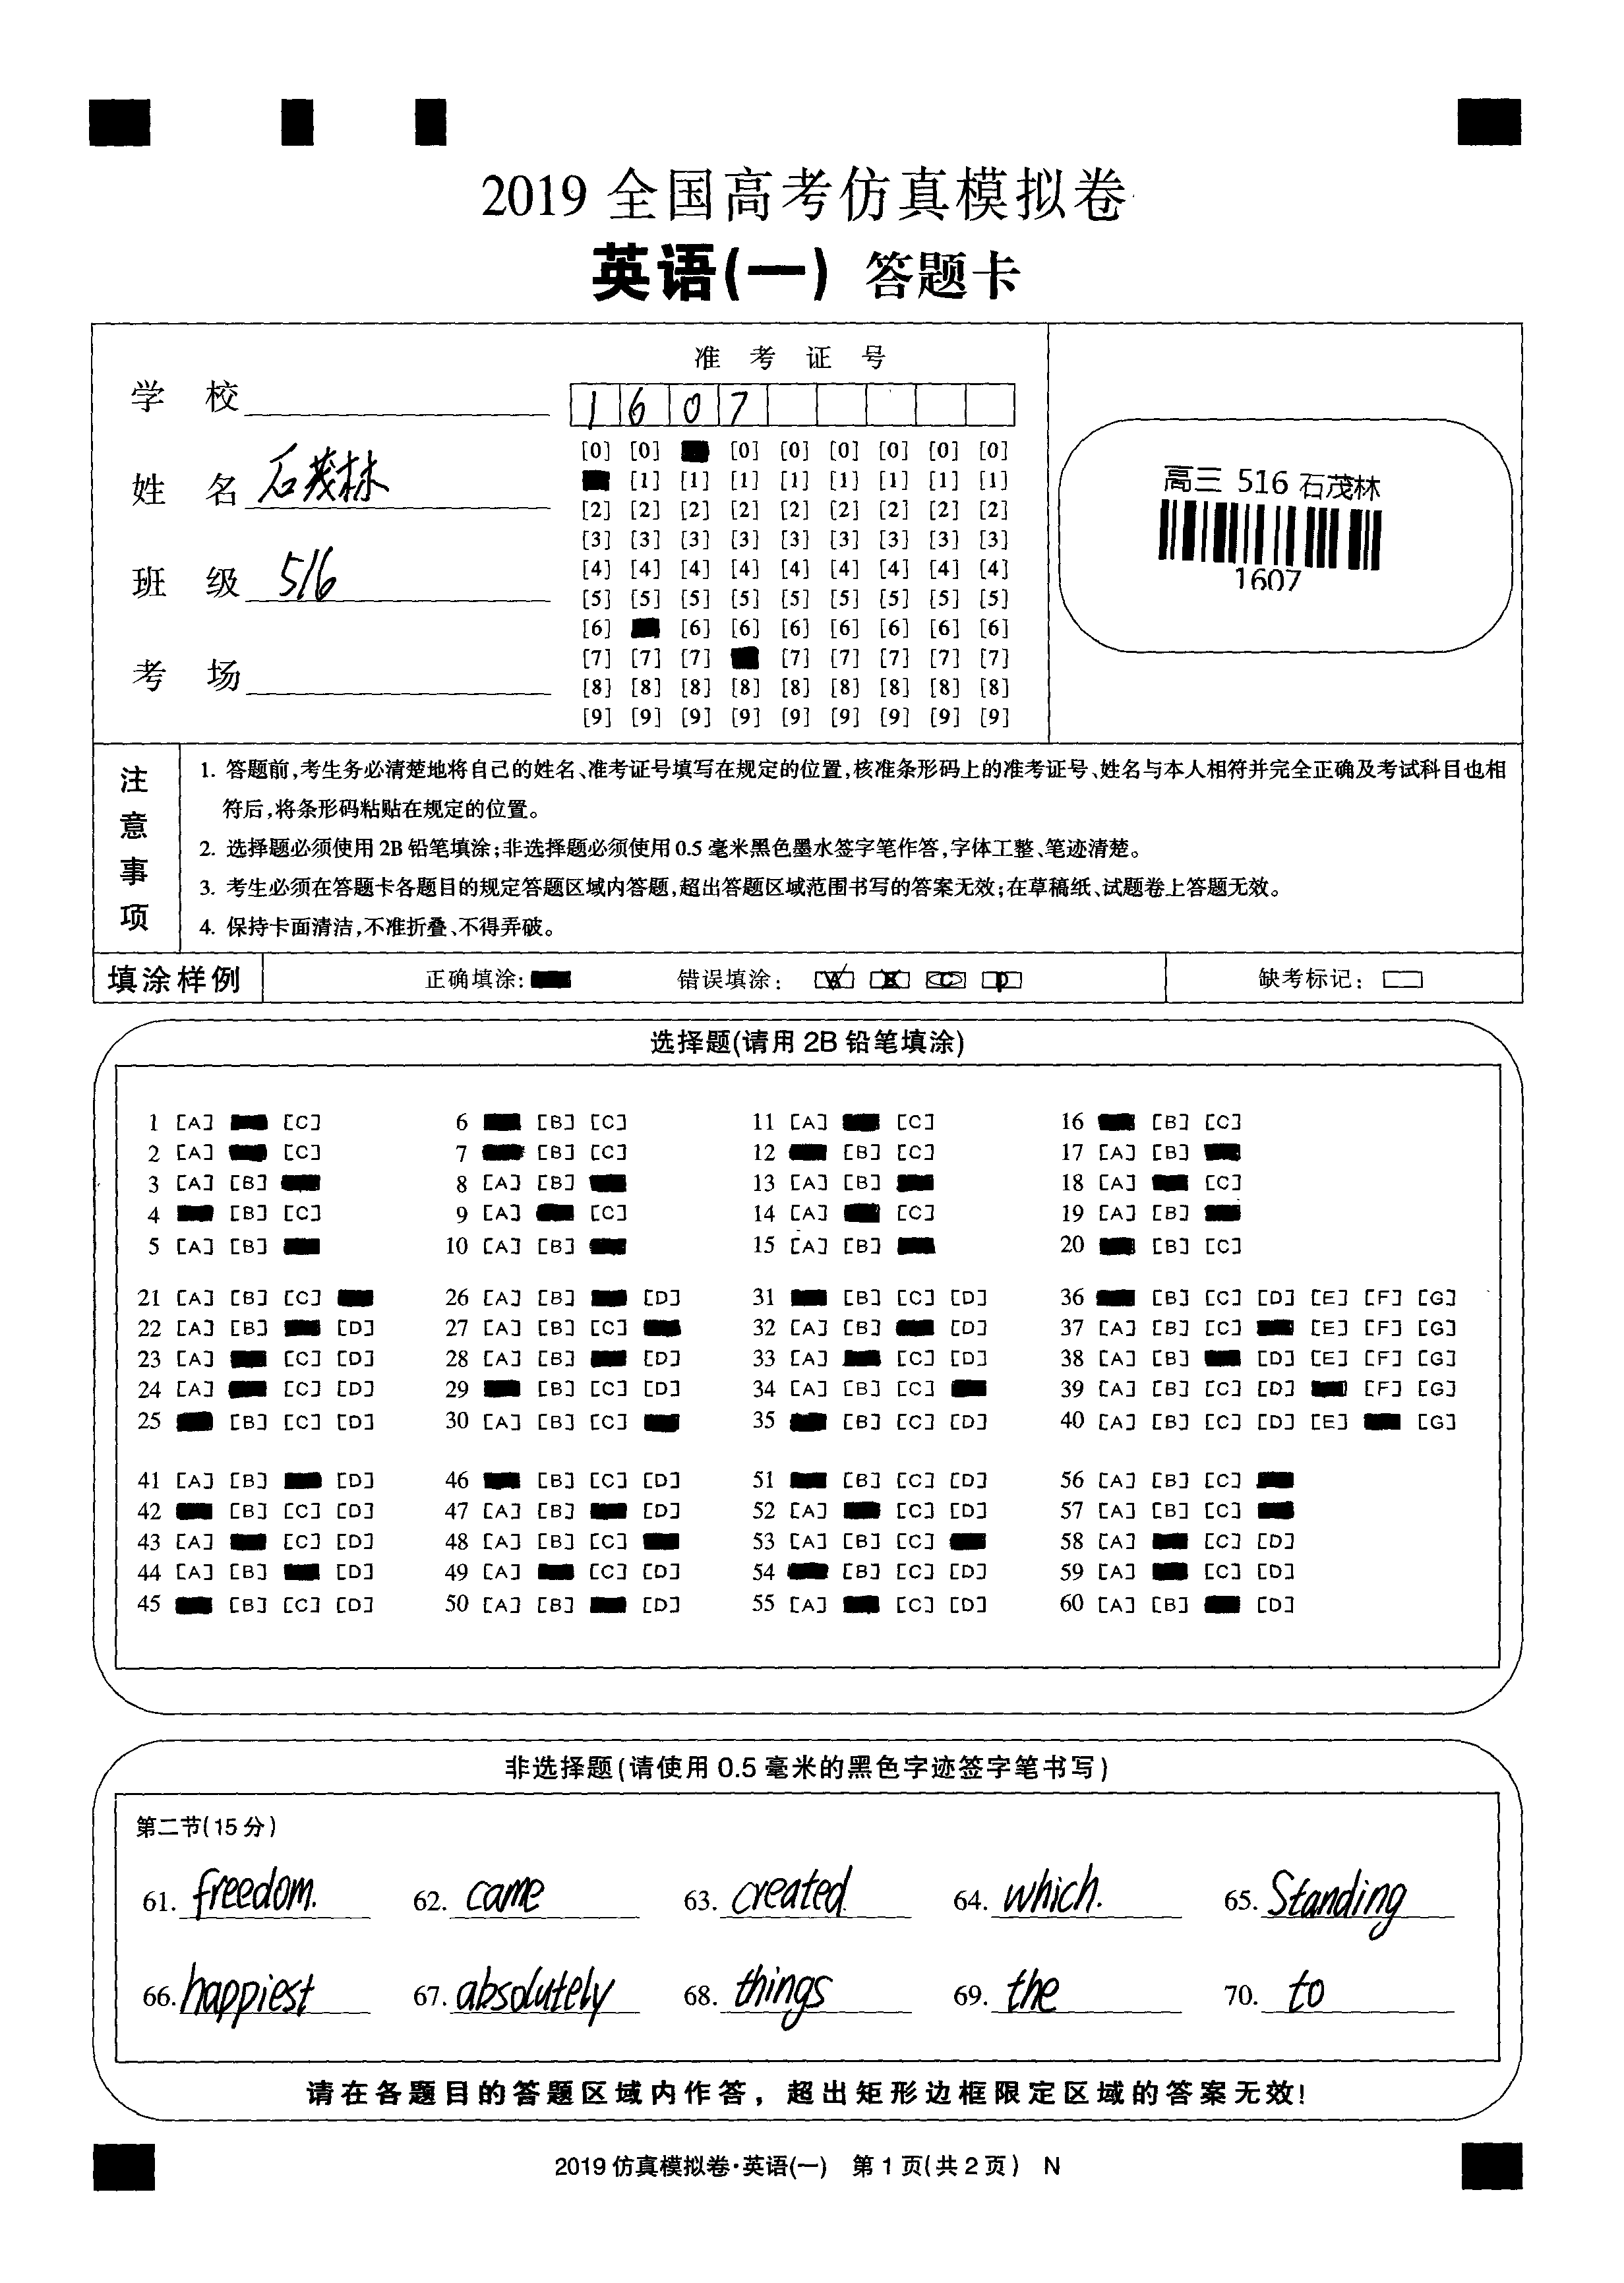 2019 全国高考仿真模拟卷
英语(一) 答题卡
准 考 证 号
学 校
1 6 0 7
姓 名 石茂林
班 级 516
考 场
[0] [0] [0] [0] [0] [0] [0] [0]
[1] [1] [1] [1] [1] [1] [1] [1]
[2] [2] [2] [2] [2] [2] [2] [2] [2]
[3] [3] [3] [3] [3] [3] [3] [3] [3]
[4] [4] [4] [4] [4] [4] [4] [4] [4]
[5] [5] [5] [5] [5] [5] [5] [5] [5]
[6] [6] [6] [6] [6] [6] [6] [6]
[7] [7] [7] [7] [7] [7] [7] [7]
[8] [8] [8] [8] [8] [8] [8] [8] [8]
[9] [9] [9] [9] [9] [9] [9] [9] [9]
高三 516 石茂林
1607
注意事项
1. 答题前,考生务必清楚地将自己的姓名、准考证号填写在规定的位置,核准条形码上的准考证号、姓名与本人相符并完全正确及考试科目也相
符后,将条形码粘贴在规定的位置。
2. 选择题必须使用2B铅笔填涂;非选择题必须使用0.5毫米黑色墨水签字笔作答,字体工整、笔迹清楚。
3. 考生必须在答题卡各题目的规定答题区域内答题,超出答题区域范围书写的答案无效;在草稿纸、试题卷上答题无效。
4. 保持卡面清洁,不准折叠、不得弄破。
填涂样例 正确填涂: 错误填涂: A B C D 缺考标记:
选择题(请用 2B 铅笔填涂)
1 [A] [C] 6 [B] [C] 11 [A] [C] 16 [B] [C]
2 [A] [C] 7 [B] [C] 12 [B] [C] 17 [A] [B]
3 [A] [B] 8 [A] [B] 13 [A] [B] 18 [A] [C]
4 [B] [C] 9 [A] [C] 14 [A] [C] 19 [A] [B]
5 [A] [B] 10 [A] [B] 15 [A] [B] 20 [B] [C]
21 [A] [B] [C] 26 [A] [B] [D] 31 [B] [C] [D] 36 [B] [C] [D] [E] [F] [G]
22 [A] [B] [D] 27 [A] [B] [C] 32 [A] [B] [D] 37 [A] [B] [C] [E] [F] [G]
23 [A] [C] [D] 28 [A] [B] [D] 33 [A] [C] [D] 38 [A] [B] [D] [E] [F] [G]
24 [A] [C] [D] 29 [B] [C] [D] 34 [A] [B] [C] 39 [A] [B] [C] [D] [F] [G]
25 [B] [C] [D] 30 [A] [B] [C] 35 [B] [C] [D] 40 [A] [B] [C] [D] [E] [G]
41 [A] [B] [D] 46 [B] [C] [D] 51 [B] [C] [D] 56 [A] [B] [C]
42 [B] [C] [D] 47 [A] [B] [D] 52 [A] [C] [D] 57 [A] [B] [C]
43 [A] [C] [D] 48 [A] [B] [C] 53 [A] [B] [C] 58 [A] [C] [D]
44 [A] [B] [D] 49 [A] [C] [D] 54 [B] [C] [D] 59 [A] [C] [D]
45 [B] [C] [D] 50 [A] [B] [D] 55 [A] [C] [D] 60 [A] [B] [D]
非选择题(请使用 0.5 毫米的黑色字迹签字笔书写)
第二节(15 分)
61. freedom. 62. came 63. created 64. which. 65. Standing
66. happiest 67. absolutely 68. things 69. the 70. to
请在各题目的答题区域内作答，超出矩形边框限定区域的答案无效!
2019 仿真模拟卷·英语(一) 第 1 页(共 2 页) N